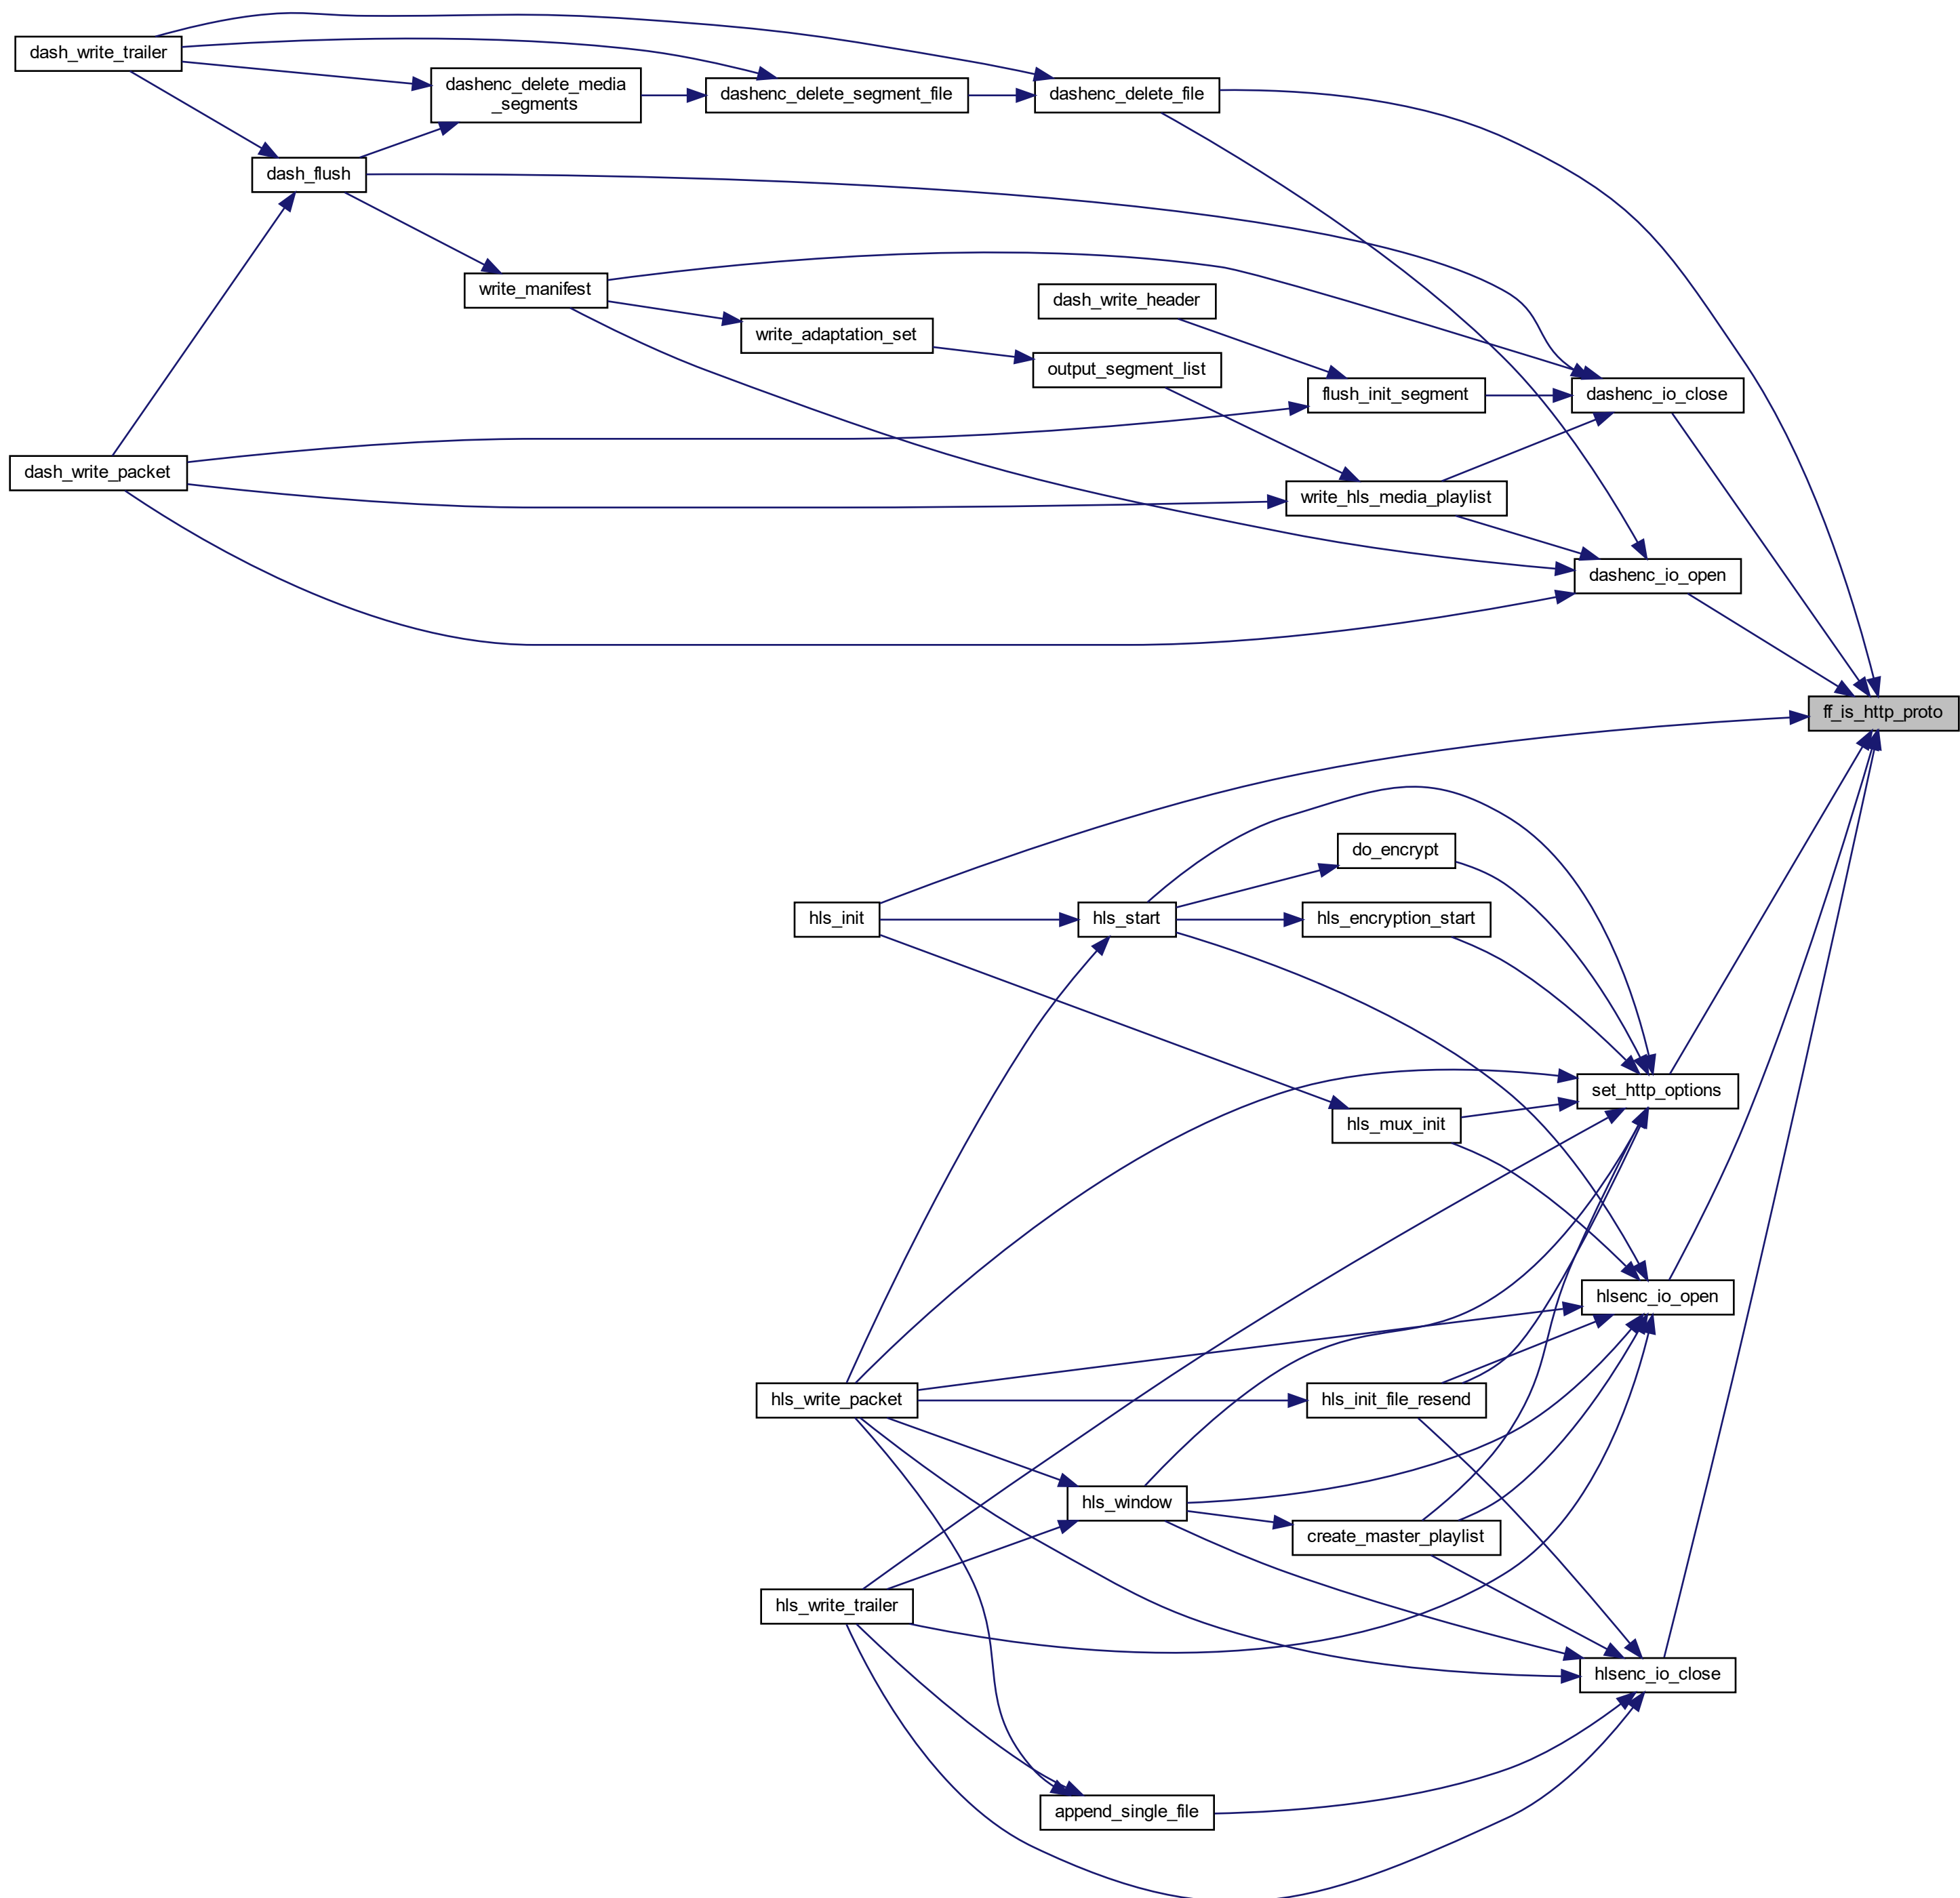 dash_write_trailer
dashenc_delete_media
_segments
dashenc_delete_segment_file
dashenc_delete_file
dash_flush
write_manifest
dash_write_header
write_adaptation_set
output_segment_list
flush_init_segment
dashenc_io_close
dash_write_packet
write_hls_media_playlist
dashenc_io_open
ff_is_http_proto
do_encrypt
hls_init
hls_start
hls_encryption_start
set_http_options
hls_mux_init
hlsenc_io_open
hls_write_packet
hls_init_file_resend
hls_window
create_master_playlist
hls_write_trailer
hlsenc_io_close
append_single_file